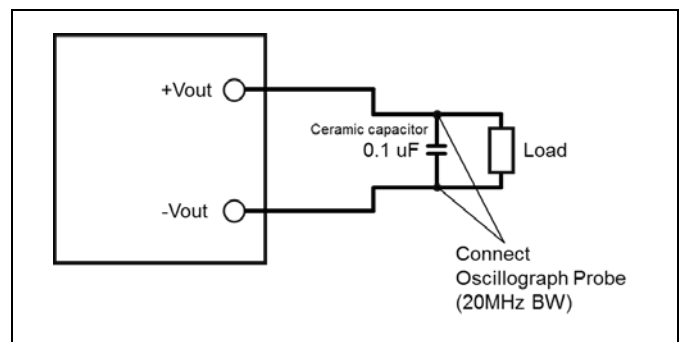 +Vout
Ceramic capacitor
0.1 uF
Load
-Vout
Connect
Oscillograph Probe
(20MHz BW)